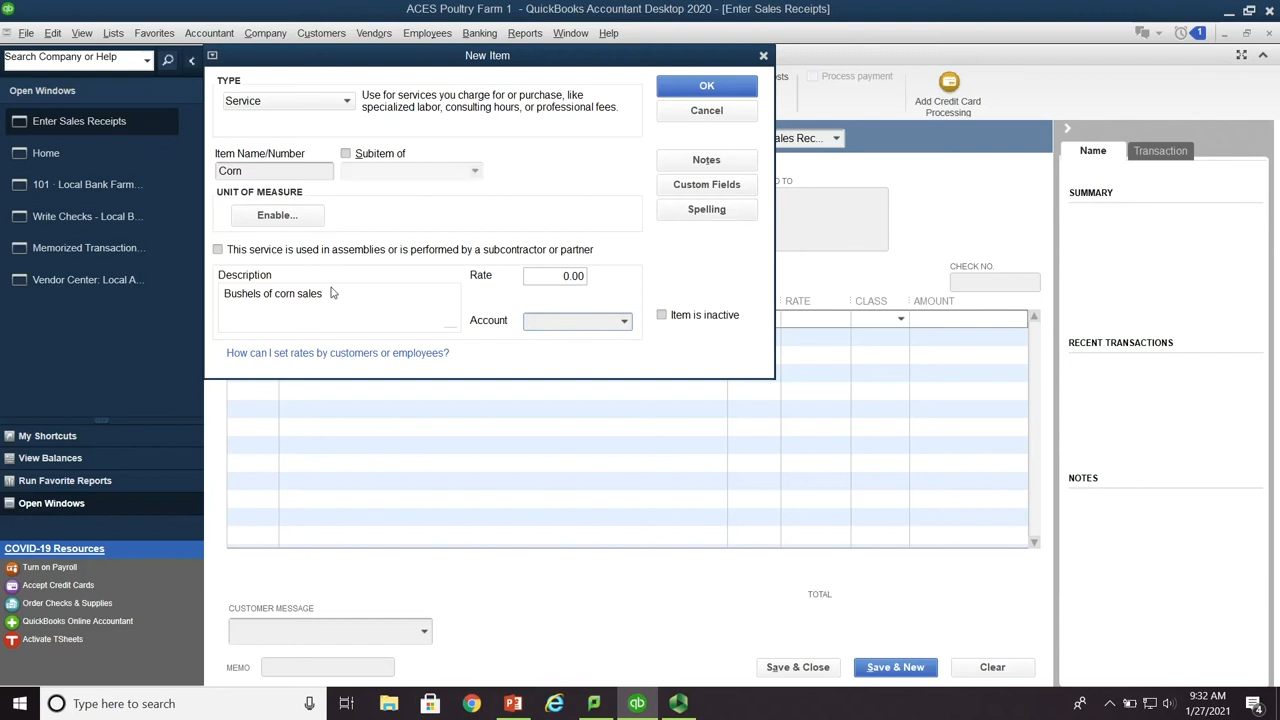 ACES Poultry Farm 1 - QuickBooks Accountant Desktop 2020 - [Enter Sales Receipts]
File Edit View Lists Favorites Accountant Company Customers Vendors Employees Banking Reports Window Help
1
Search Company or Help
Open Windows
Enter Sales Receipts
Home
101 · Local Bank Farm...
Write Checks - Local B...
Memorized Transaction...
Vendor Center: Local A...
My Shortcuts
View Balances
Run Favorite Reports
Open Windows
COVID-19 Resources
Turn on Payroll
Accept Credit Cards
Order Checks & Supplies
QuickBooks Online Accountant
Activate TSheets
New Item
TYPE
Service
Use for services you charge for or purchase, like
specialized labor, consulting hours, or professional fees.
OK
Cancel
Item Name/Number
Subitem of
Corn
Notes
Custom Fields
Spelling
UNIT OF MEASURE
Enable...
This service is used in assemblies or is performed by a subcontractor or partner
Description
Rate
0.00
Bushels of corn sales
Account
Item is inactive
How can I set rates by customers or employees?
sts
Process payment
Add Credit Card
Processing
ales Rec...
D TO
CHECK NO.
RATE CLASS AMOUNT
TOTAL
CUSTOMER MESSAGE
MEMO
Save & Close
Save & New
Clear
Name
Transaction
SUMMARY
RECENT TRANSACTIONS
NOTES
Type here to search
qb
9:32 AM
1/27/2021
4